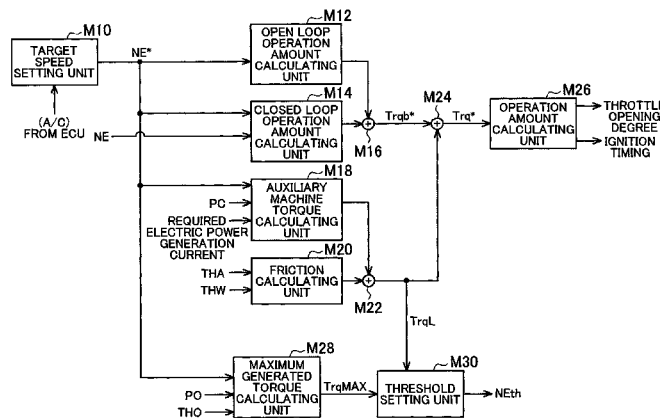 M10
TARGET
SPEED
SETTING UNIT
(A/C)
FROM ECU
NE*
M12
OPEN LOOP
OPERATION
AMOUNT
CALCULATING
UNIT
NE
M14
CLOSED LOOP
OPERATION
AMOUNT
CALCULATING
UNIT
M16
Trqb*
M24
Trq*
M26
OPERATION
AMOUNT
CALCULATING
UNIT
THROTTLE
OPENING
DEGREE
IGNITION
TIMING
PC
REQUIRED
ELECTRIC POWER
GENERATION
CURRENT
M18
AUXILIARY
MACHINE
TORQUE
CALCULATING
UNIT
THA
THW
M20
FRICTION
CALCULATING
UNIT
M22
TrqL
PO
THO
M28
MAXIMUM
GENERATED
TORQUE
CALCULATING
UNIT
TrqMAX
M30
THRESHOLD
SETTING UNIT
NEth